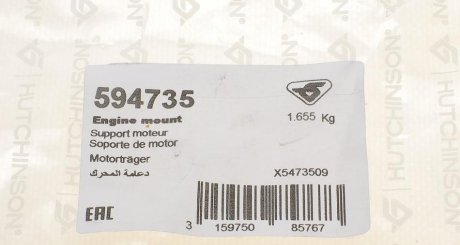 HUTCHINSON®
594735
Engine mount
1.655 Kg
Support moteur
Soporte de motor
Motorträger
دعامة المحرك
X5473509
EAC
3 159750 85767
HUTCHINSON®